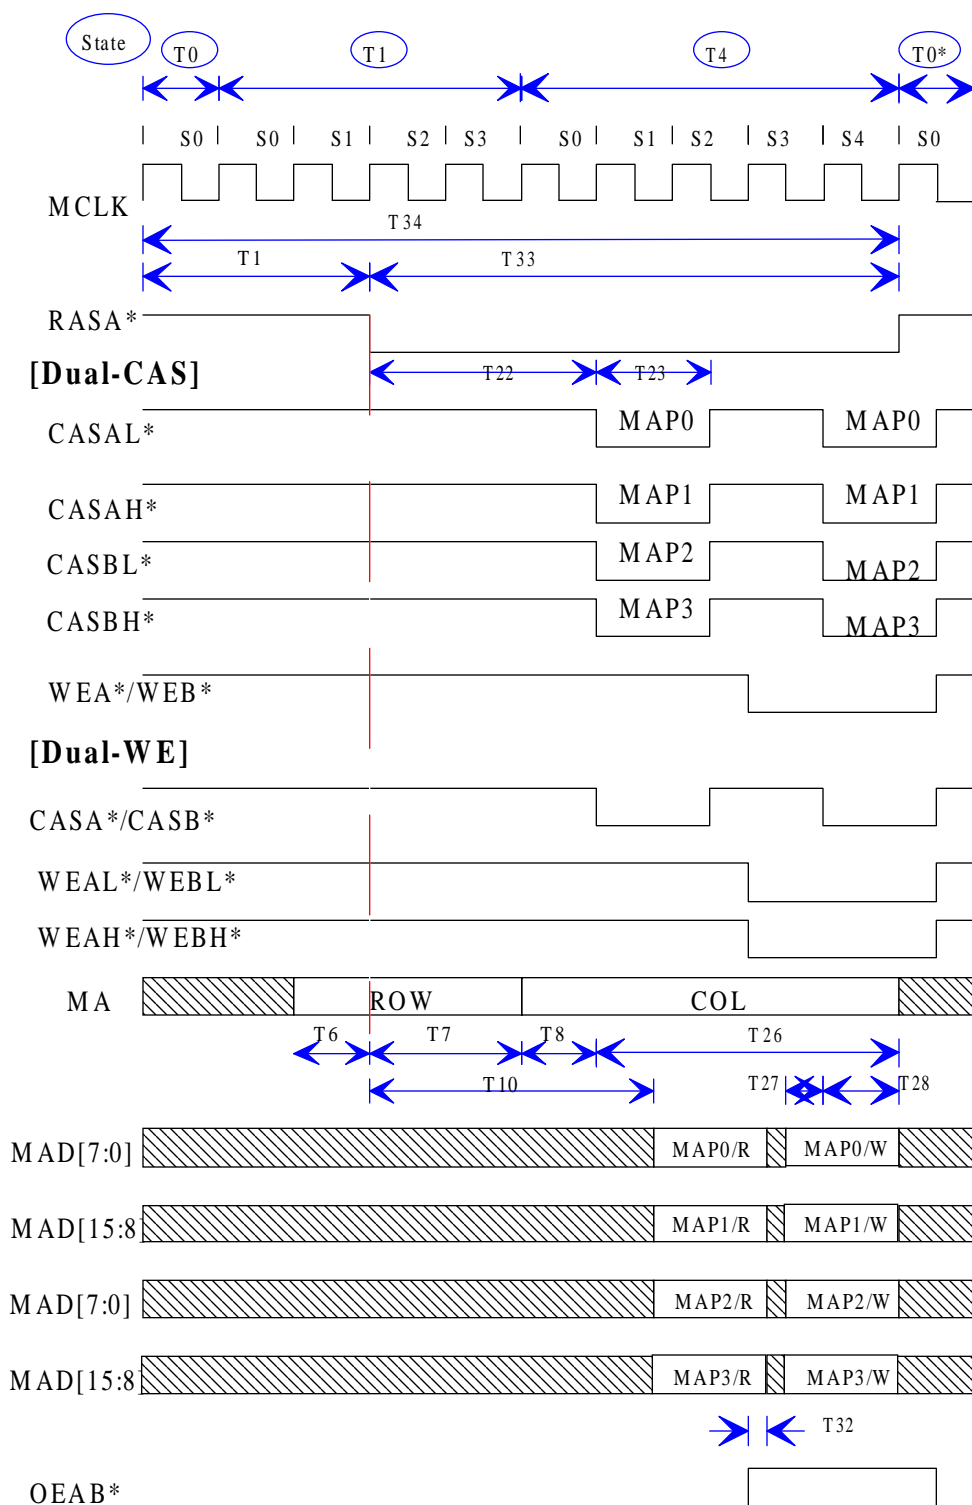 State T0 T1 T4 T0*
S0 S0 S1 S2 S3 S0 S1 S2 S3 S4 S0
MCLK
T34
T1 T33
RASA*
[Dual-CAS] T22 T23
CASAL* MAP0 MAP0
CASAH* MAP1 MAP1
CASBL* MAP2 MAP2
CASBH* MAP3 MAP3
WEA*/WEB*
[Dual-WE]
CASA*/CASB*
WEAL*/WEBL*
WEAH*/WEBH*
MA ROW COL
T6 T7 T8 T26
T10 T27 T28
MAD[7:0] MAP0/R MAP0/W
MAD[15:8] MAP1/R MAP1/W
MAD[7:0] MAP2/R MAP2/W
MAD[15:8] MAP3/R MAP3/W
T32
OEAB*